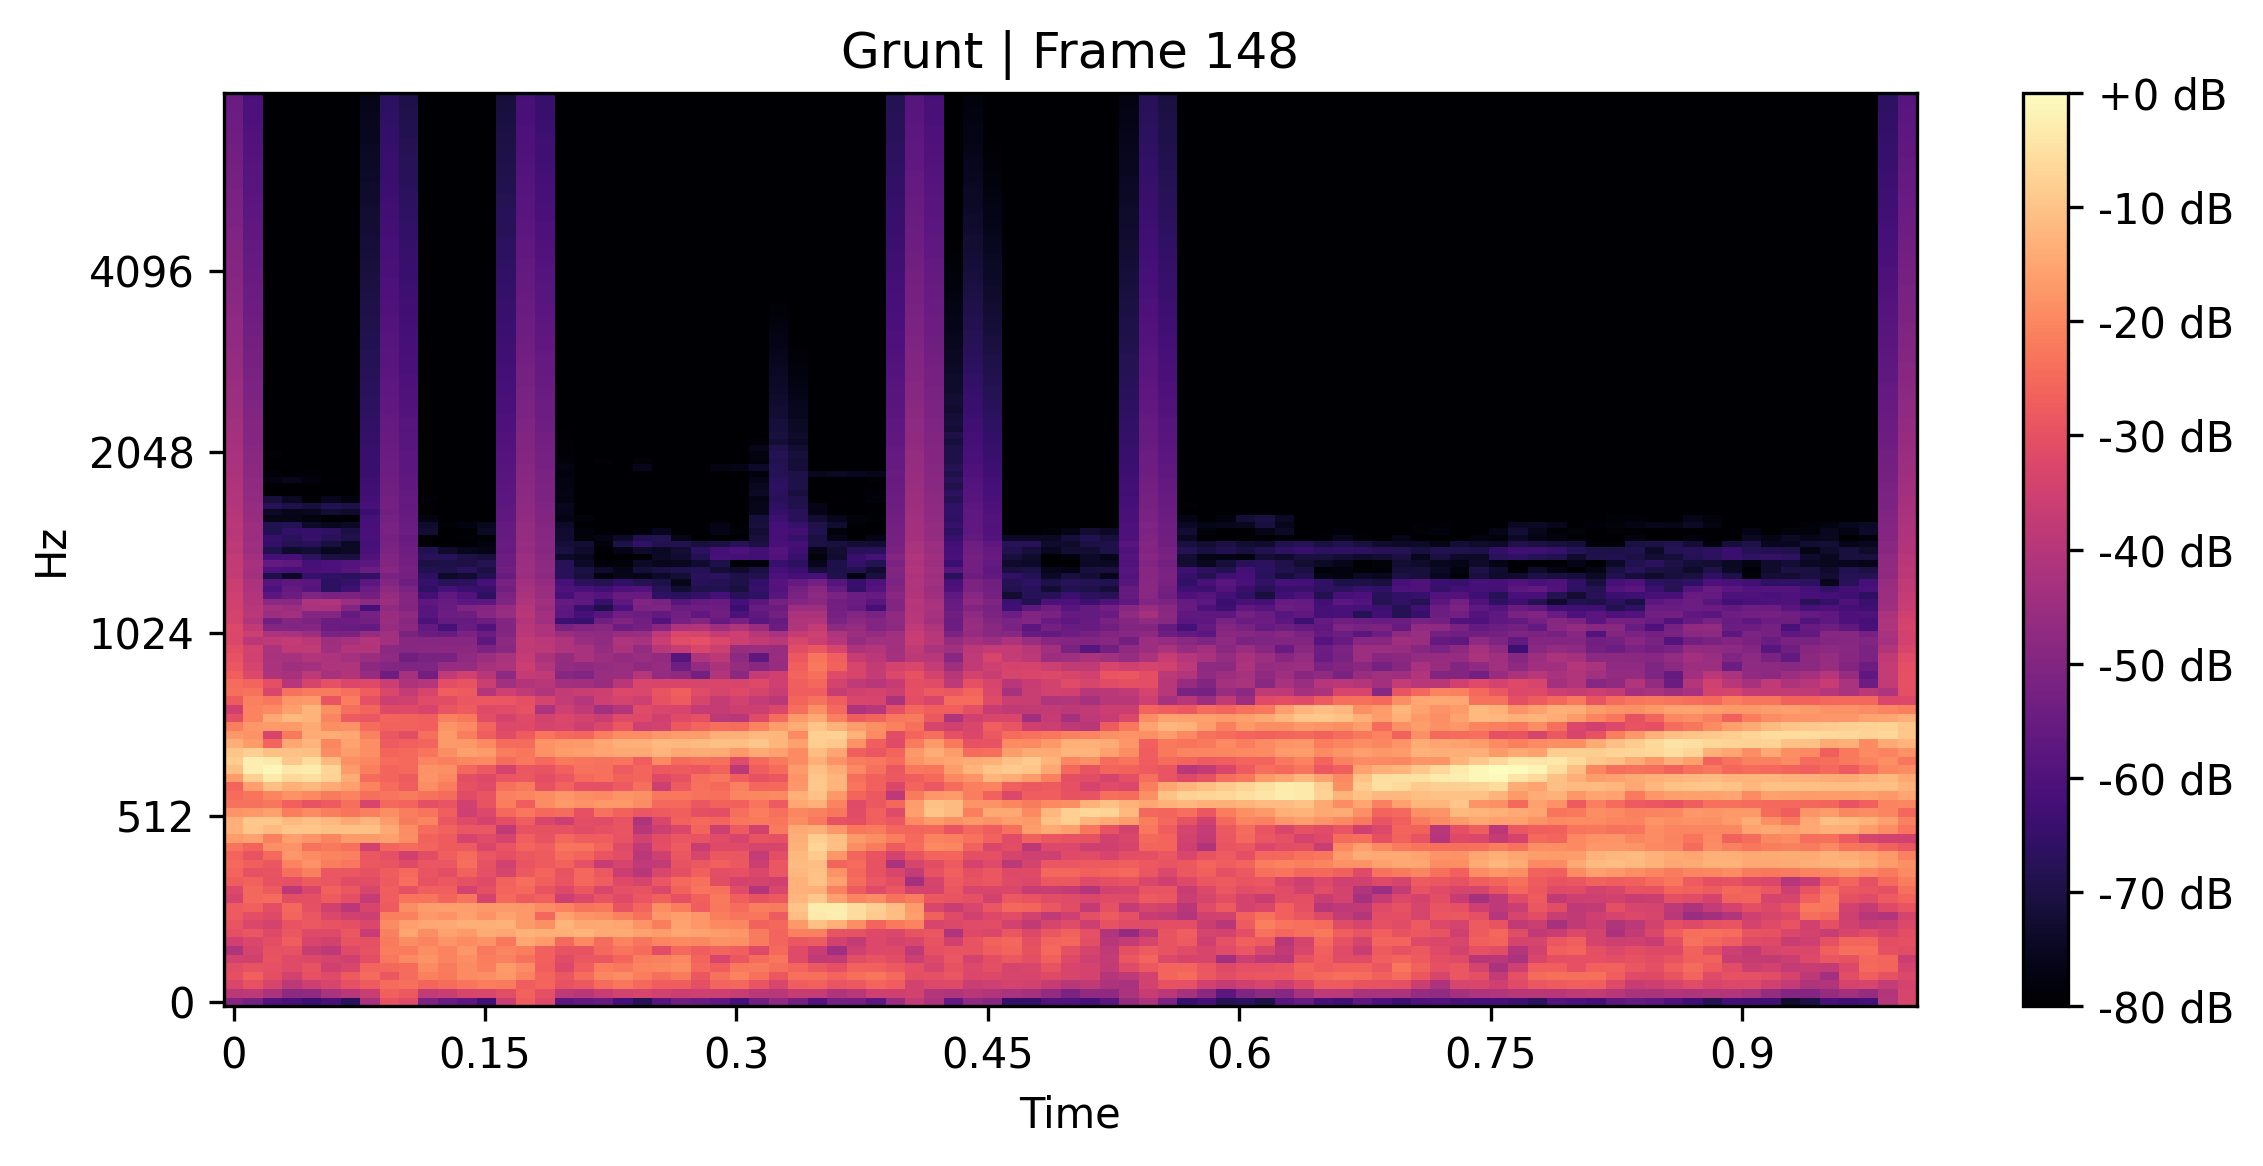 Grunt | Frame 148
+0 dB
-10 dB
-20 dB
-30 dB
-40 dB
-50 dB
-60 dB
-70 dB
-80 dB
4096
2048
1024
512
0
Hz
0 0.15 0.3 0.45 0.6 0.75 0.9
Time